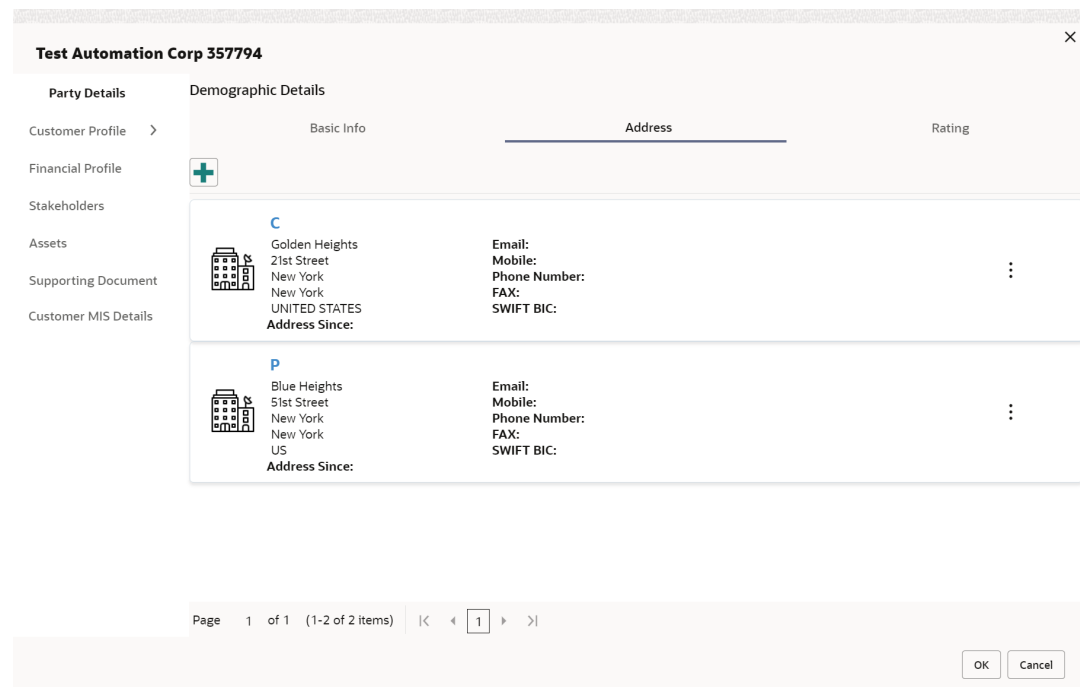 Test Automation Corp 357794
Party Details
Customer Profile
Financial Profile
Stakeholders
Assets
Supporting Document
Customer MIS Details
Demographic Details
Basic Info Address Rating
C
Golden Heights
21st Street
New York
New York
UNITED STATES
Address Since:
Email:
Mobile:
Phone Number:
FAX:
SWIFT BIC:
P
Blue Heights
51st Street
New York
New York
US
Address Since:
Email:
Mobile:
Phone Number:
FAX:
SWIFT BIC:
Page 1 of 1 (1-2 of 2 items) 1
OK Cancel